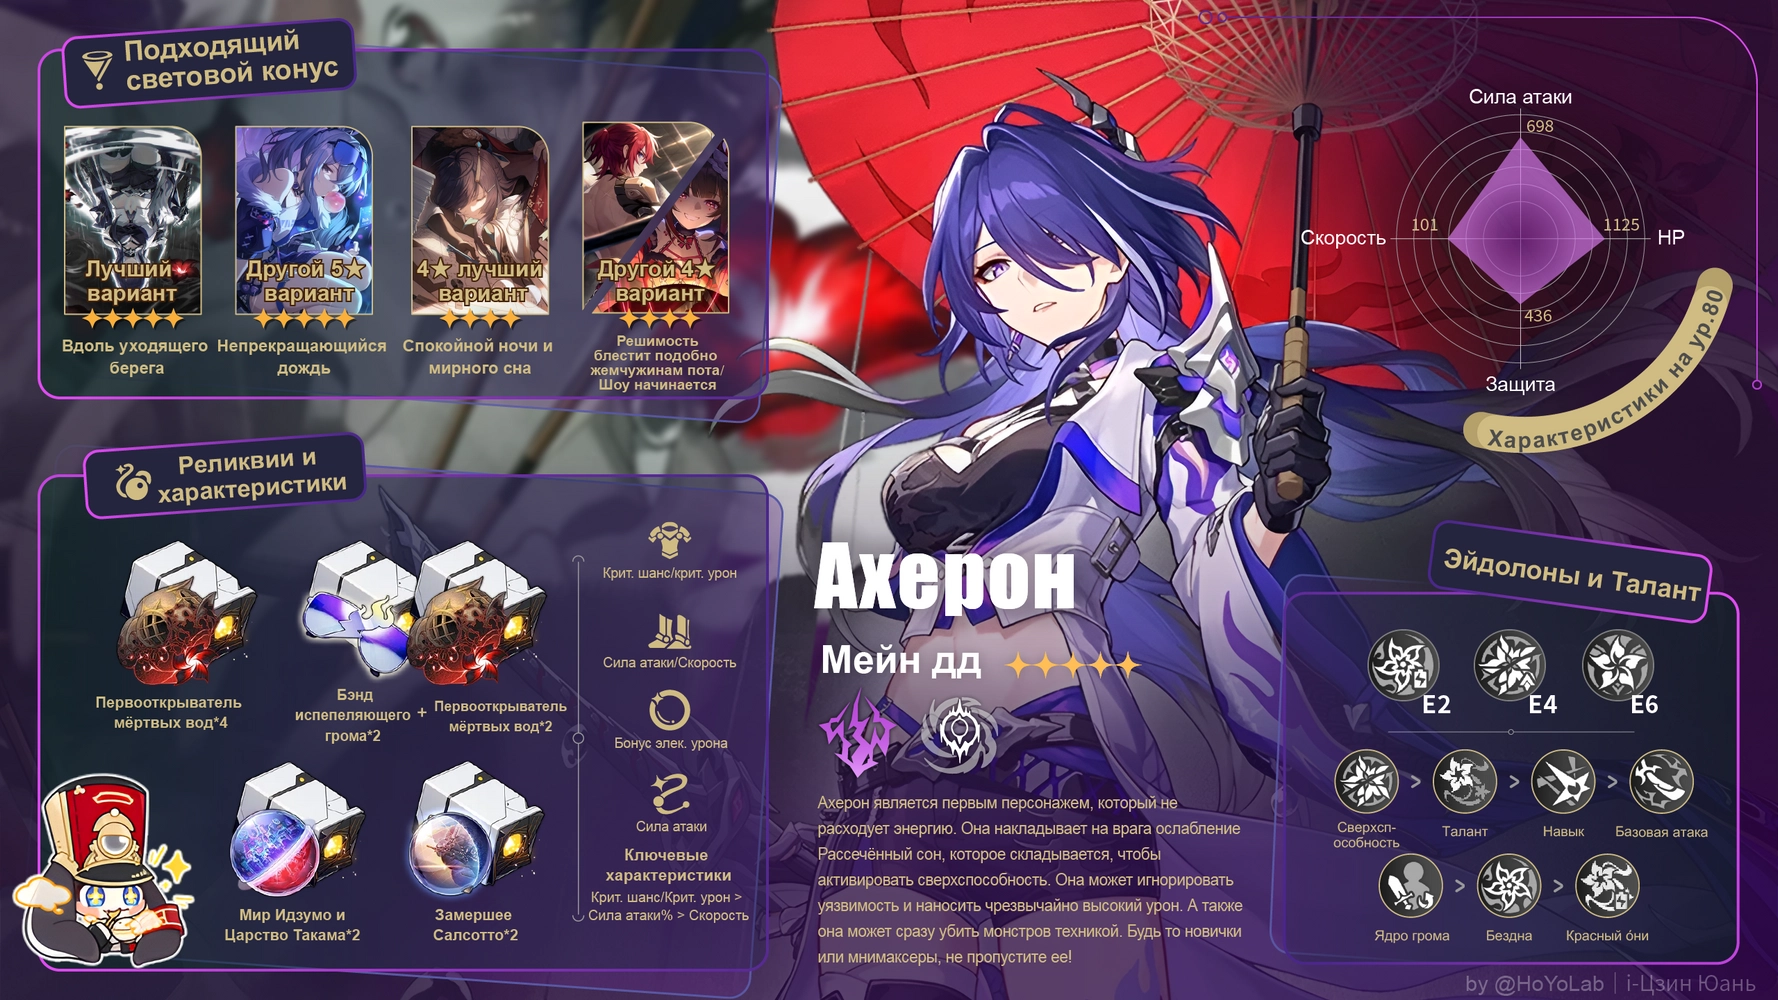 Подходящий
световой конус
Лучший
вариант
Другой 5★
вариант
4★ лучший
вариант
Другой 4★
вариант
Вдоль уходящего
берега
Непрекращающийся
дождь
Спокойной ночи и
мирного сна
Решимость
блестит подобно
жемчужинам пота/
Шоу начинается
Реликвии и
характеристики
Первооткрыватель
мёртвых вод*4
Бэнд
испепеляющего
грома*2
+
Первооткрыватель
мёртвых вод*2
Мир Идзумо и
Царство Такама*2
Замершее
Салсотто*2
Крит. шанс/крит. урон
Сила атаки/Скорость
Бонус элек. урона
Сила атаки
Ключевые
характеристики
Крит. шанс/Крит. урон >
Сила атаки% > Скорость
Ахерон
Мейн дд
Ахерон является первым персонажем, который не
расходует энергию. Она накладывает на врага ослабление
Рассечённый сон, которое складывается, чтобы
активировать сверхспособность. Она может игнорировать
уязвимость и наносить чрезвычайно высокий урон. А также
она может сразу убить монстров техникой. Будь то новички
или мнимаксеры, не пропустите ее!
Сила атаки
698
Скорость
101
1125
HP
436
Защита
Характеристики на ур.80
Эйдолоны и Талант
E2
E4
E6
> > >
Сверхсп-
особность
Талант
Навык
Базовая атака
> >
Ядро грома
Бездна
Красный óни
by @HoYoLab | i-Цзин Юань